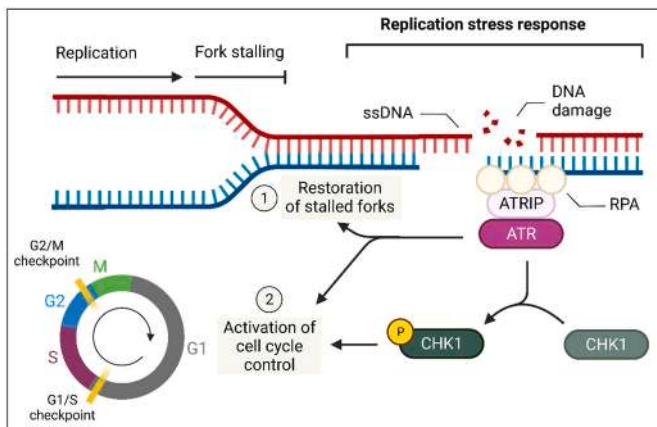 Replication stress response
Replication
Fork stalling
ssDNA
DNA
damage
1
Restoration
of stalled forks
RPA
ATRIP
ATR
G2/M
checkpoint
M
G2
G1
S
G1/S
checkpoint
2
Activation of
cell cycle
control
P
CHK1
CHK1